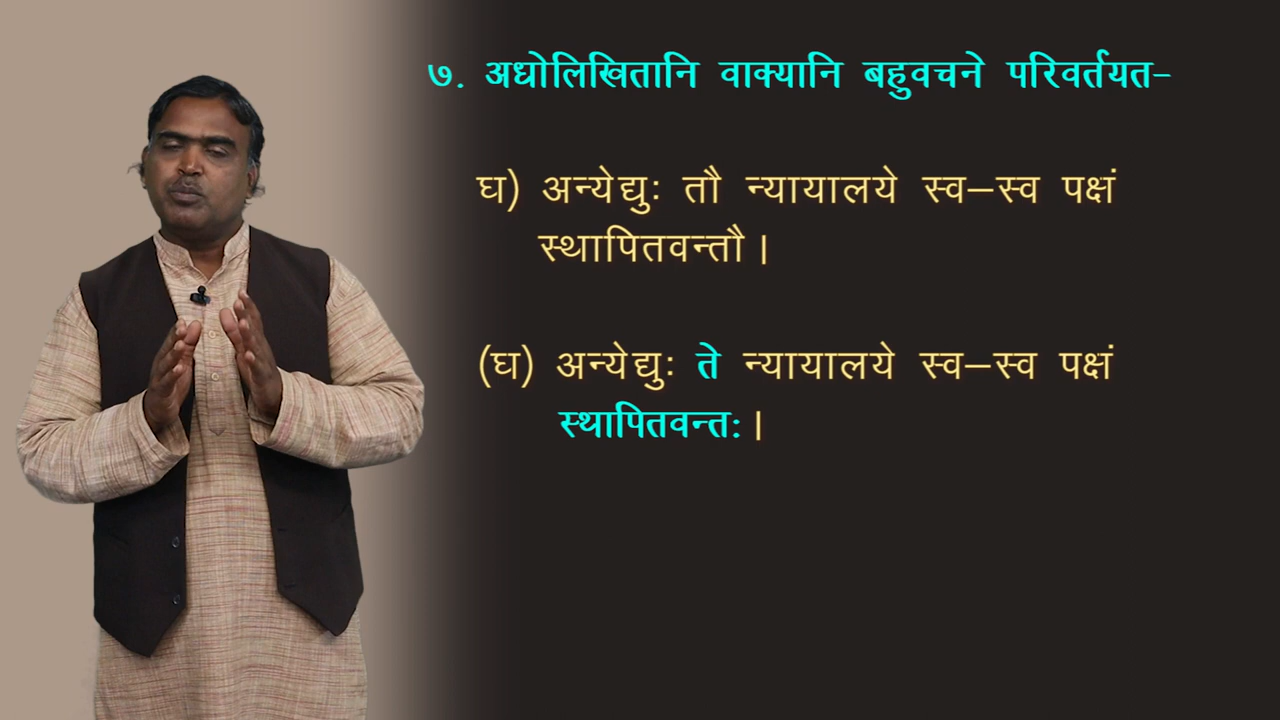 ७. अधोलिखितानि वाक्यानि बहुवचने परिवर्तयत–
घ) अन्येद्युः तौ न्यायालये स्व–स्व पक्षं
स्थापितवन्तौ।
(घ) अन्येद्युः ते न्यायालये स्व–स्व पक्षं
स्थापितवन्तः।